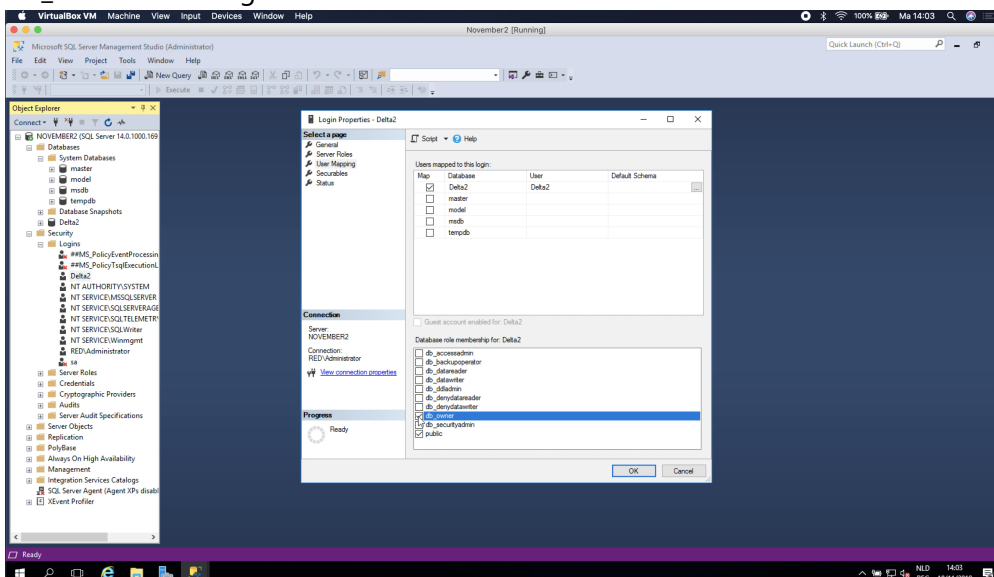 VirtualBox VM Machine View Input Devices Window Help
100% Ma 14:03
November2 [Running]
Microsoft SQL Server Management Studio (Administrator)
Quick Launch (Ctrl+Q)
File Edit View Project Tools Window Help
New Query
Execute
Object Explorer
Connect
NOVEMBER2 (SQL Server 14.0.1000.169
Databases
System Databases
master
model
msdb
tempdb
Database Snapshots
Delta2
Security
Logins
##MS_PolicyEventProcessin
##MS_PolicyTsqlExecutionL
Delta2
NT AUTHORITY\SYSTEM
NT SERVICE\MSSQLSERVER
NT SERVICE\SQLSERVERAGE
NT SERVICE\SQLTELEMETRY
NT SERVICE\SQLWriter
NT SERVICE\Winmgmt
RED\Administrator
sa
Server Roles
Credentials
Cryptographic Providers
Audits
Server Audit Specifications
Server Objects
Replication
PolyBase
Always On High Availability
Management
Integration Services Catalogs
SQL Server Agent (Agent XPs disabl
XEvent Profiler
Login Properties - Delta2
Select a page
General
Server Roles
User Mapping
Securables
Status
Connection
Server:
NOVEMBER2
Connection:
RED\Administrator
View connection properties
Progress
Ready
Script Help
Users mapped to this login:
Map Database User Default Schema
Delta2 Delta2 ...
master
model
msdb
tempdb
Guest account enabled for: Delta2
Database role membership for: Delta2
db_accessadmin
db_backupoperator
db_datareader
db_datawriter
db_ddladmin
db_denydatareader
db_denydatawriter
db_owner
db_securityadmin
public
OK Cancel
Ready
NLD 14:03